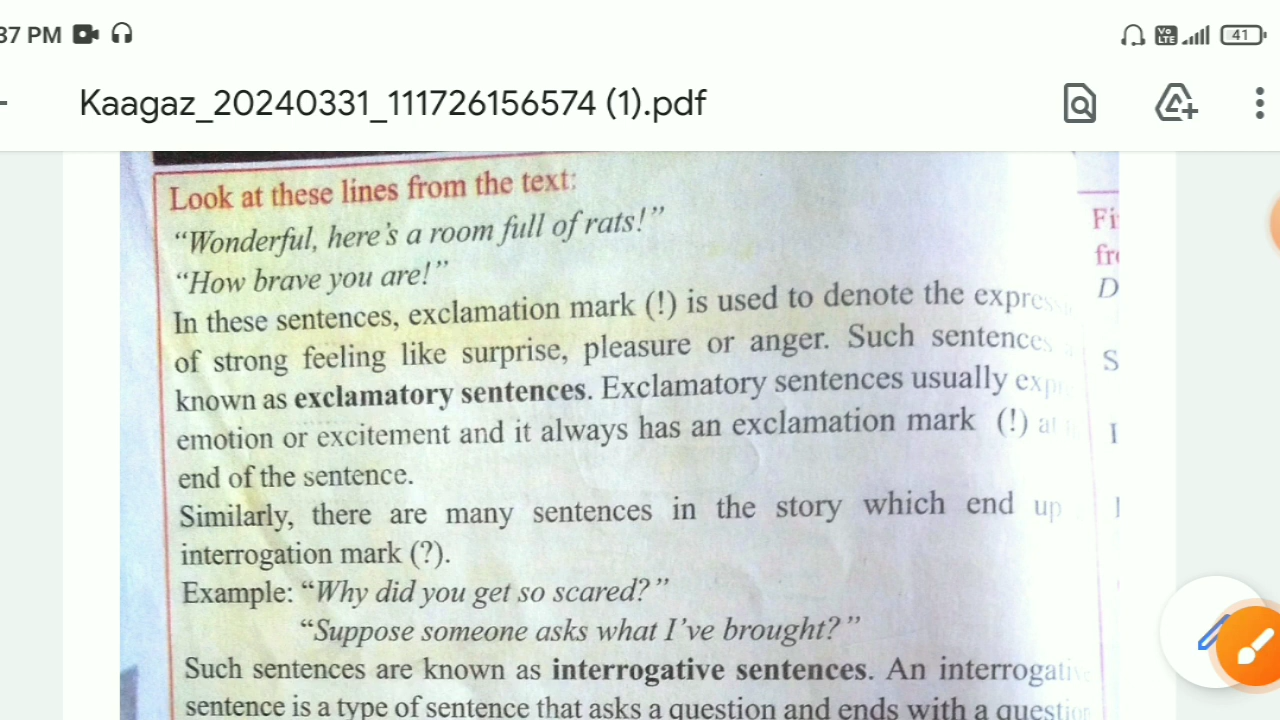 37 PM
VoLTE 41
Kaagaz_20240331_111726156574 (1).pdf
Look at these lines from the text:
“Wonderful, here’s a room full of rats!”
“How brave you are!”
In these sentences, exclamation mark (!) is used to denote the
of strong feeling like surprise, pleasure or anger. Such sentences
known as exclamatory sentences. Exclamatory sentences usually
emotion or excitement and it always has an exclamation mark (!) at
end of the sentence.
Similarly, there are many sentences in the story which end up
interrogation mark (?).
Example: “Why did you get so scared?”
“Suppose someone asks what I’ve brought?”
Such sentences are known as interrogative sentences. An interrogative
sentence is a type of sentence that asks a question and ends with a question
D
S
I